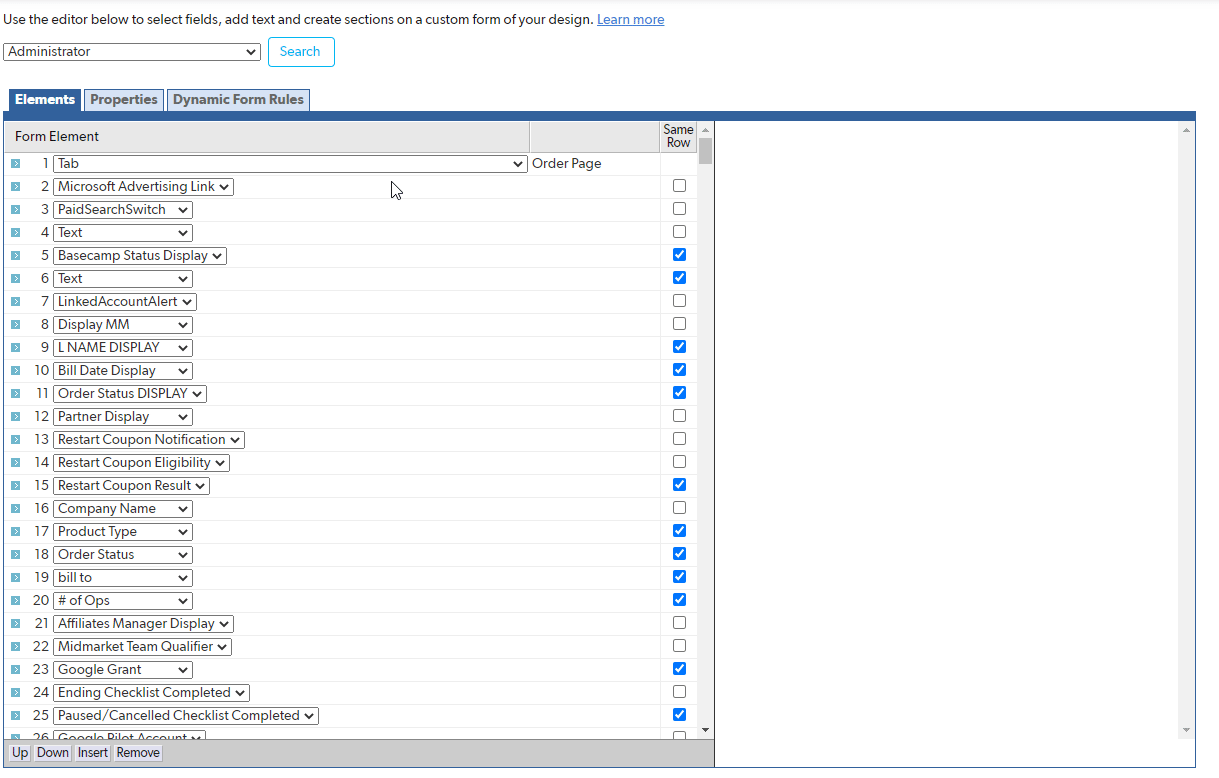 Use the editor below to select fields, add text and create sections on a custom form of your design. Learn more
Administrator
Search
Elements
Properties
Dynamic Form Rules
Form Element
Same Row
1 Tab Order Page
2 Microsoft Advertising Link
3 PaidSearchSwitch
4 Text
5 Basecamp Status Display
6 Text
7 LinkedAccountAlert
8 Display MM
9 L NAME DISPLAY
10 Bill Date Display
11 Order Status DISPLAY
12 Partner Display
13 Restart Coupon Notification
14 Restart Coupon Eligibility
15 Restart Coupon Result
16 Company Name
17 Product Type
18 Order Status
19 bill to
20 # of Ops
21 Affiliates Manager Display
22 Midmarket Team Qualifier
23 Google Grant
24 Ending Checklist Completed
25 Paused/Cancelled Checklist Completed
26 Google Pilot Account
Up Down Insert Remove